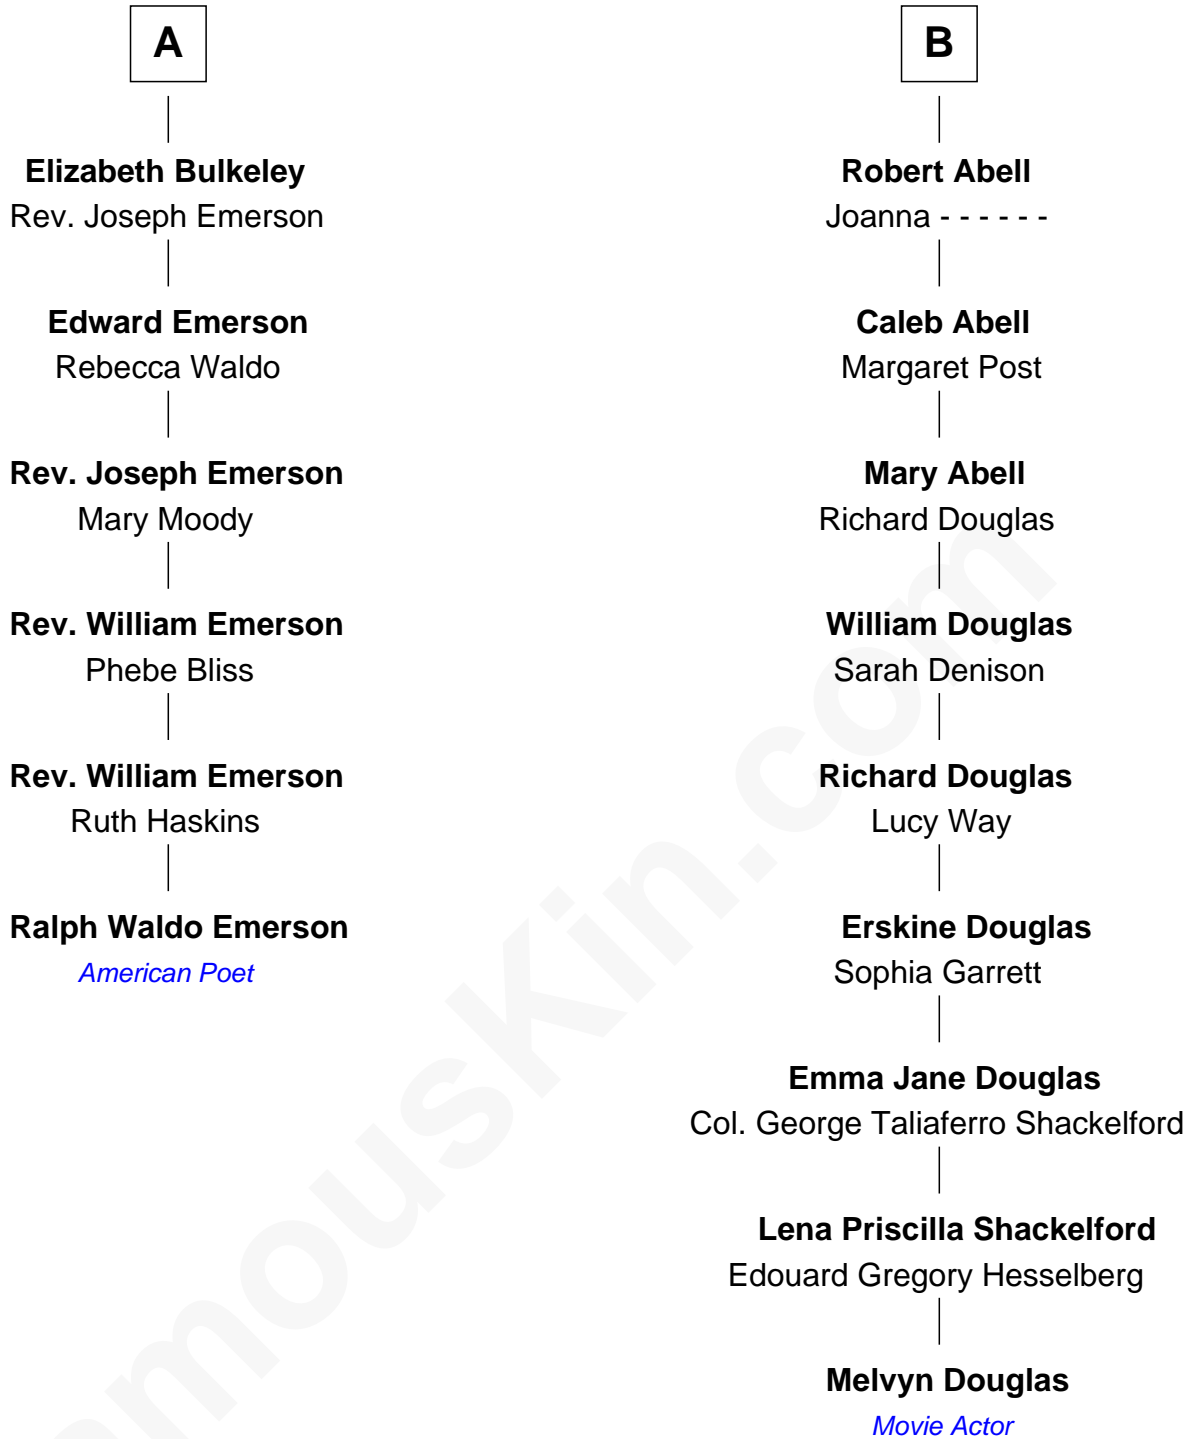 A
Elizabeth Bulkeley
Rev. Joseph Emerson
Edward Emerson
Rebecca Waldo
Rev. Joseph Emerson
Mary Moody
Rev. William Emerson
Phebe Bliss
Rev. William Emerson
Ruth Haskins
Ralph Waldo Emerson
American Poet
B
Robert Abell
Joanna - - - - - -
Caleb Abell
Margaret Post
Mary Abell
Richard Douglas
William Douglas
Sarah Denison
Richard Douglas
Lucy Way
Erskine Douglas
Sophia Garrett
Emma Jane Douglas
Col. George Taliaferro Shackelford
Lena Priscilla Shackelford
Edouard Gregory Hesselberg
Melvyn Douglas
Movie Actor
amousKin.com